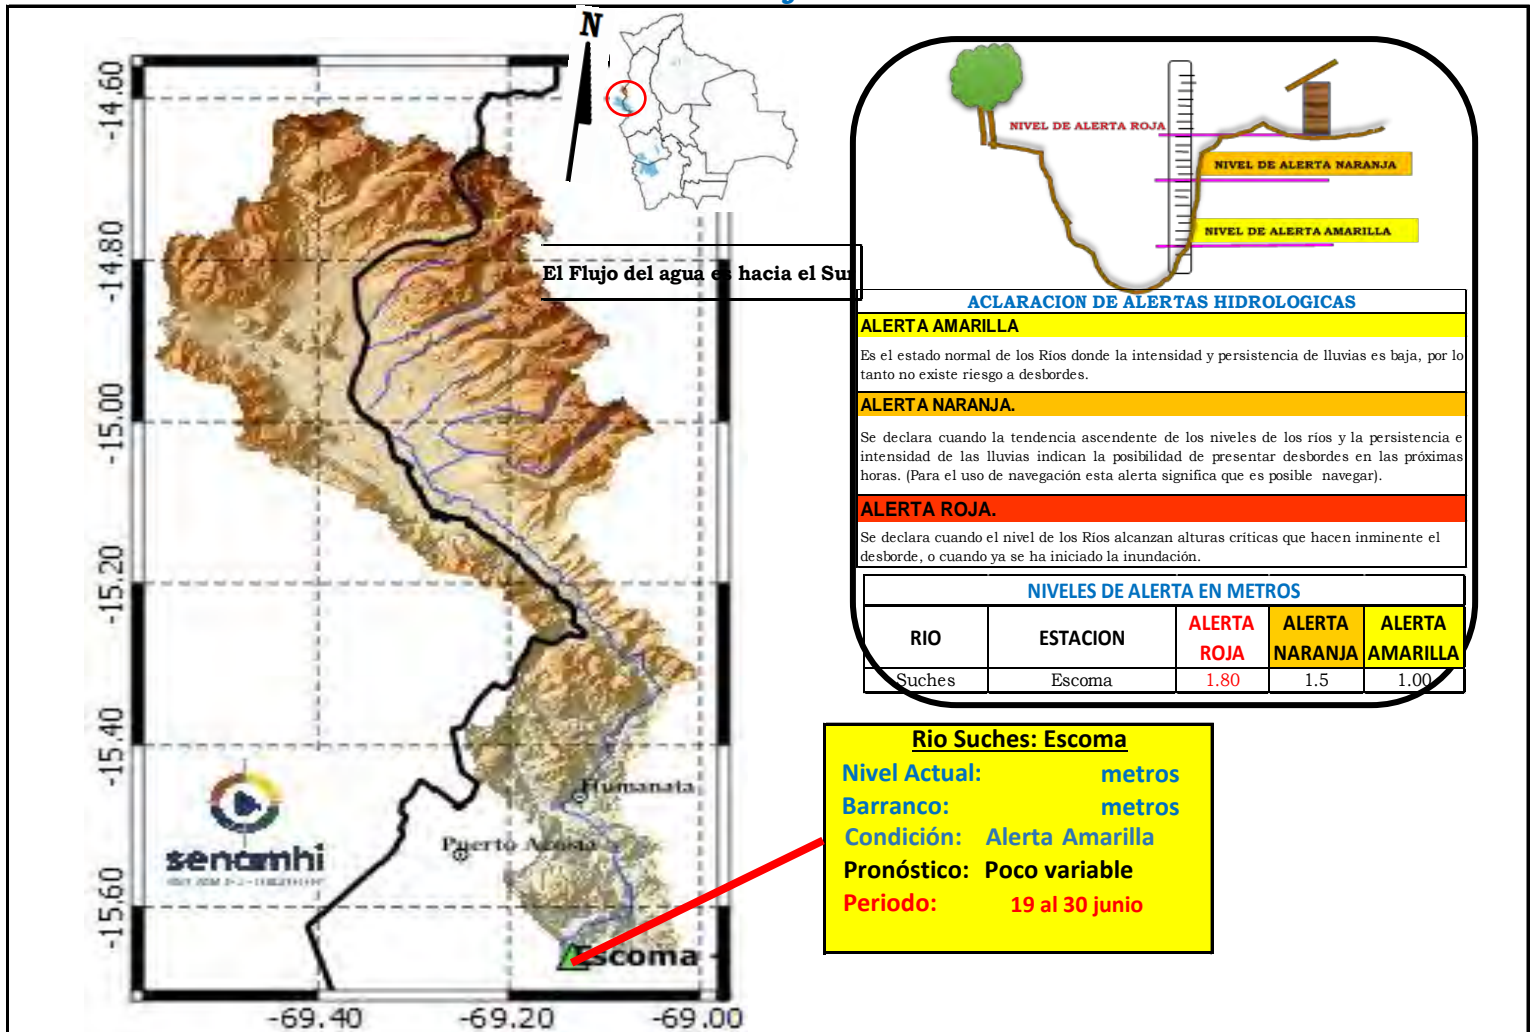 N
-14.60
-14.80
-15.00
-15.20
-15.40
-15.60
-69.40
-69.20
-69.00
El Flujo del agua es hacia el Sur
Humanata
Puerto Acosta
Escoma
senamhi
NIVEL DE ALERTA ROJA
NIVEL DE ALERTA NARANJA
NIVEL DE ALERTA AMARILLA
ACLARACION DE ALERTAS HIDROLOGICAS
ALERTA AMARILLA
Es el estado normal de los Ríos donde la intensidad y persistencia de lluvias es baja, por lo
tanto no existe riesgo a desbordes.
ALERTA NARANJA.
Se declara cuando la tendencia ascendente de los niveles de los ríos y la persistencia e
intensidad de las lluvias indican la posibilidad de presentar desbordes en las próximas
horas. (Para el uso de navegación esta alerta significa que es posible navegar).
ALERTA ROJA.
Se declara cuando el nivel de los Ríos alcanzan alturas críticas que hacen inminente el
desborde, o cuando ya se ha iniciado la inundación.
NIVELES DE ALERTA EN METROS
RIO ESTACION ALERTA ROJA ALERTA NARANJA ALERTA AMARILLA
Suches Escoma 1.80 1.5 1.00
Rio Suches: Escoma
Nivel Actual: metros
Barranco: metros
Condición: Alerta Amarilla
Pronóstico: Poco variable
Periodo: 19 al 30 junio